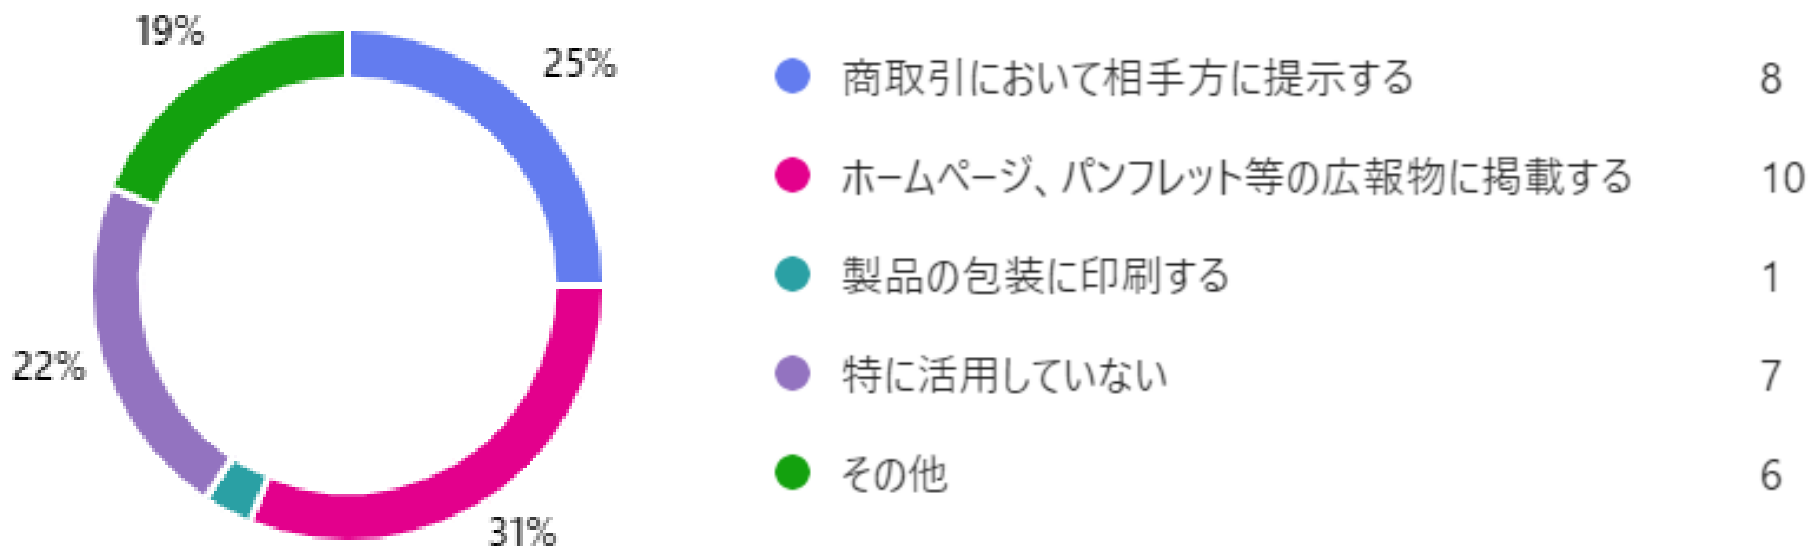 19%
25%
22%
31%
商取引において相手方に提示する 8
ホームページ、パンフレット等の広報物に掲載する 10
製品の包装に印刷する 1
特に活用していない 7
その他 6